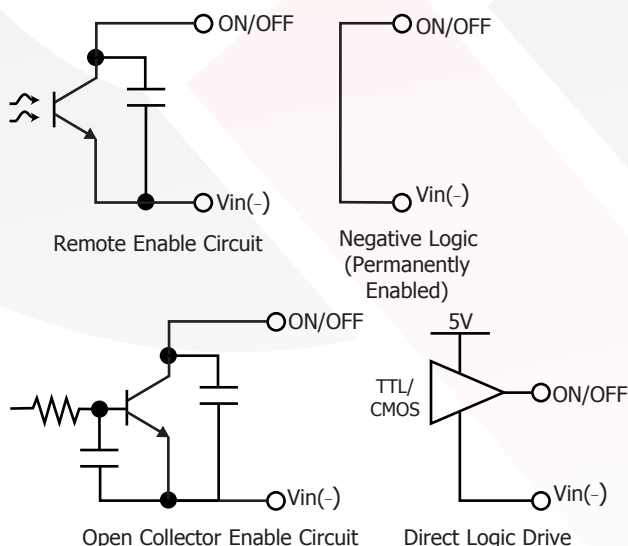 ON/OFF
Vin(–)
Remote Enable Circuit
ON/OFF
Vin(–)
Negative Logic
(Permanently
Enabled)
ON/OFF
Vin(–)
Open Collector Enable Circuit
5V
TTL/
CMOS
ON/OFF
Vin(–)
Direct Logic Drive